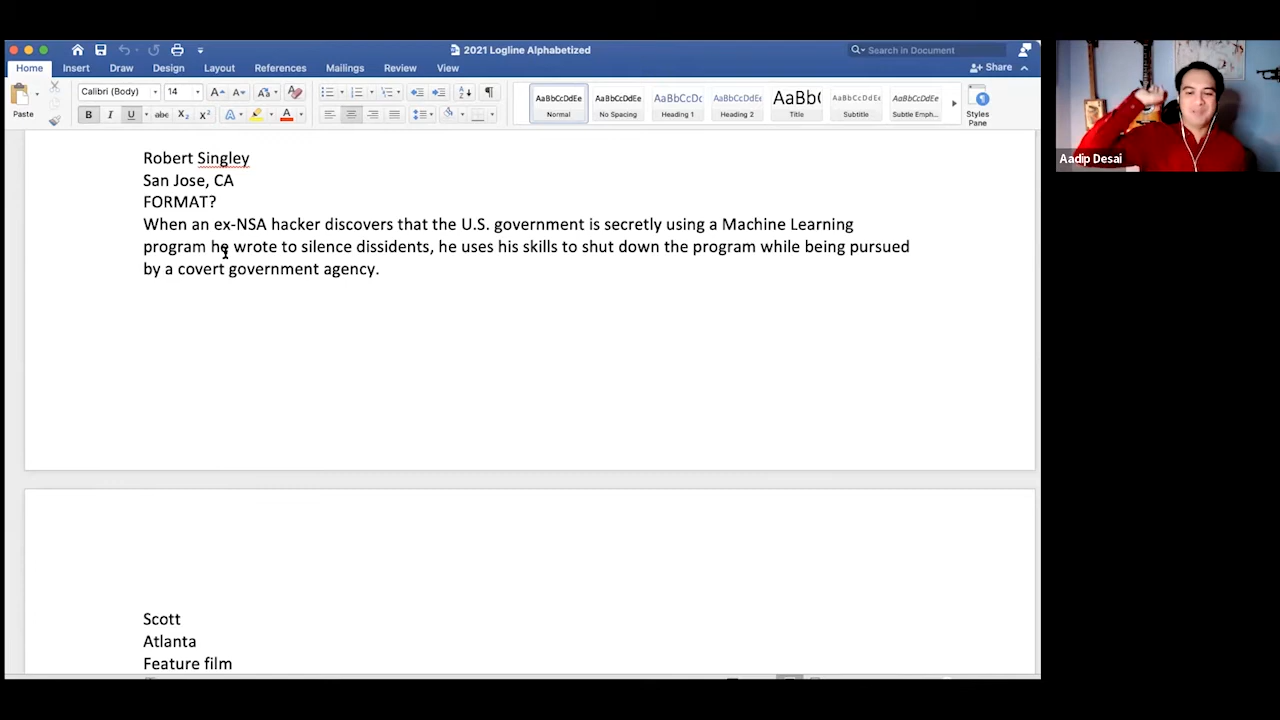 2021 Logline Alphabetized
Search in Document
Home Insert Draw Design Layout References Mailings Review View
Share
Paste
Calibri (Body) 14
B I U abc X₂ X² A A
AaBbCcDdEe AaBbCcDdEe AaBbCcDc AaBbCcDdEe AaBb( AaBbCcDdEe AaBbCcDdEe
Normal No Spacing Heading 1 Heading 2 Title Subtitle Subtle Emph...
Styles
Pane
Aadip Desai
Robert Singley
San Jose, CA
FORMAT?
When an ex-NSA hacker discovers that the U.S. government is secretly using a Machine Learning
program he wrote to silence dissidents, he uses his skills to shut down the program while being pursued
by a covert government agency.
Scott
Atlanta
Feature film